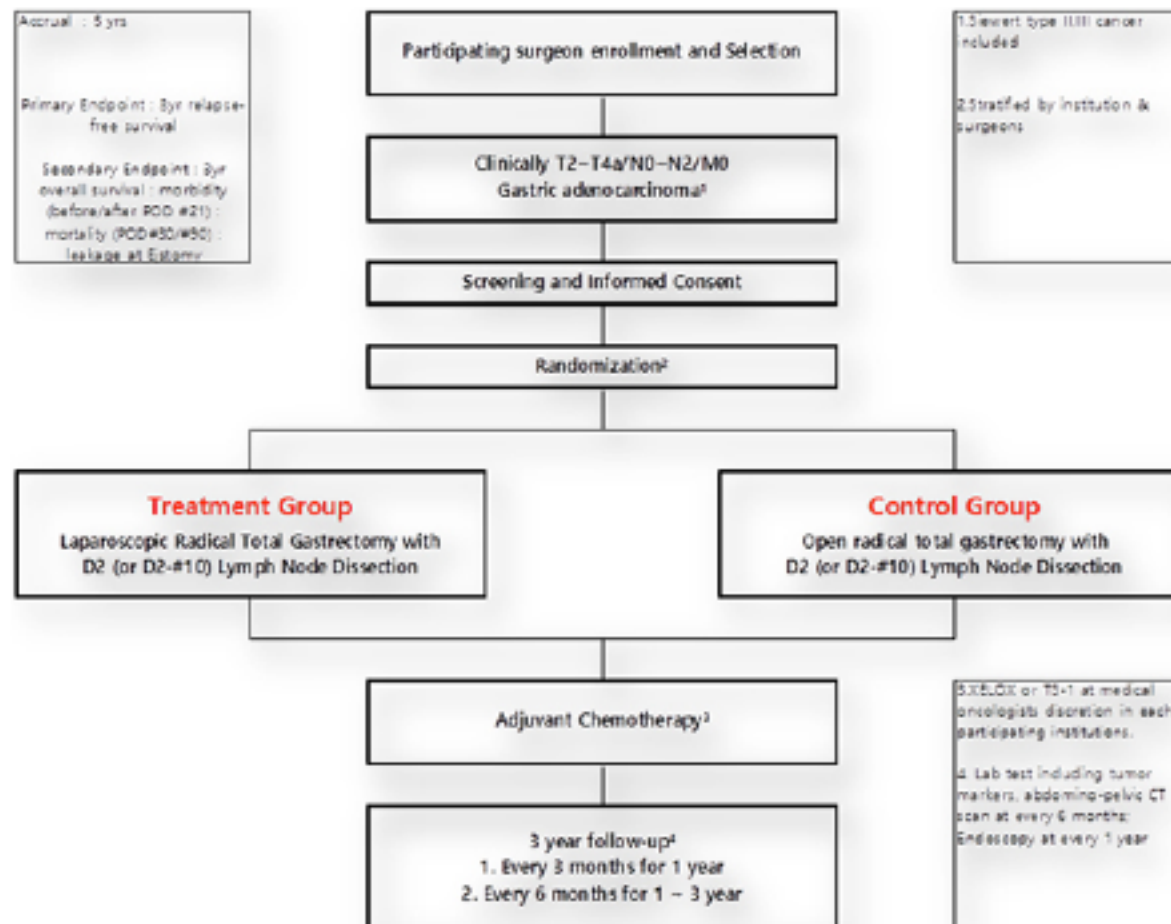 Accrual : 5 yrs
Primary Endpoint : 3yr relapse-
free survival
Secondary Endpoint : 3yr
overall survival : morbidity
(before/after POD #21) :
mortality (POD#30/#90) :
leakage at Estomy
Participating surgeon enrollment and Selection
1.Siewert type II,III cancer
included
2.Stratified by institution &
surgeons
Clinically T2–T4a/N0–N2/M0
Gastric adenocarcinoma¹
Screening and Informed Consent
Randomization²
Treatment Group
Laparoscopic Radical Total Gastrectomy with
D2 (or D2-#10) Lymph Node Dissection
Control Group
Open radical total gastrectomy with
D2 (or D2-#10) Lymph Node Dissection
Adjuvant Chemotherapy³
3.XELOX or TS-1 at medical
oncologists discretion in each
participating institutions.
4. Lab test including tumor
markers, abdomino-pelvic CT
scan at every 6 months;
Endoscopy at every 1 year
3 year follow-up⁴
1. Every 3 months for 1 year
2. Every 6 months for 1 – 3 year